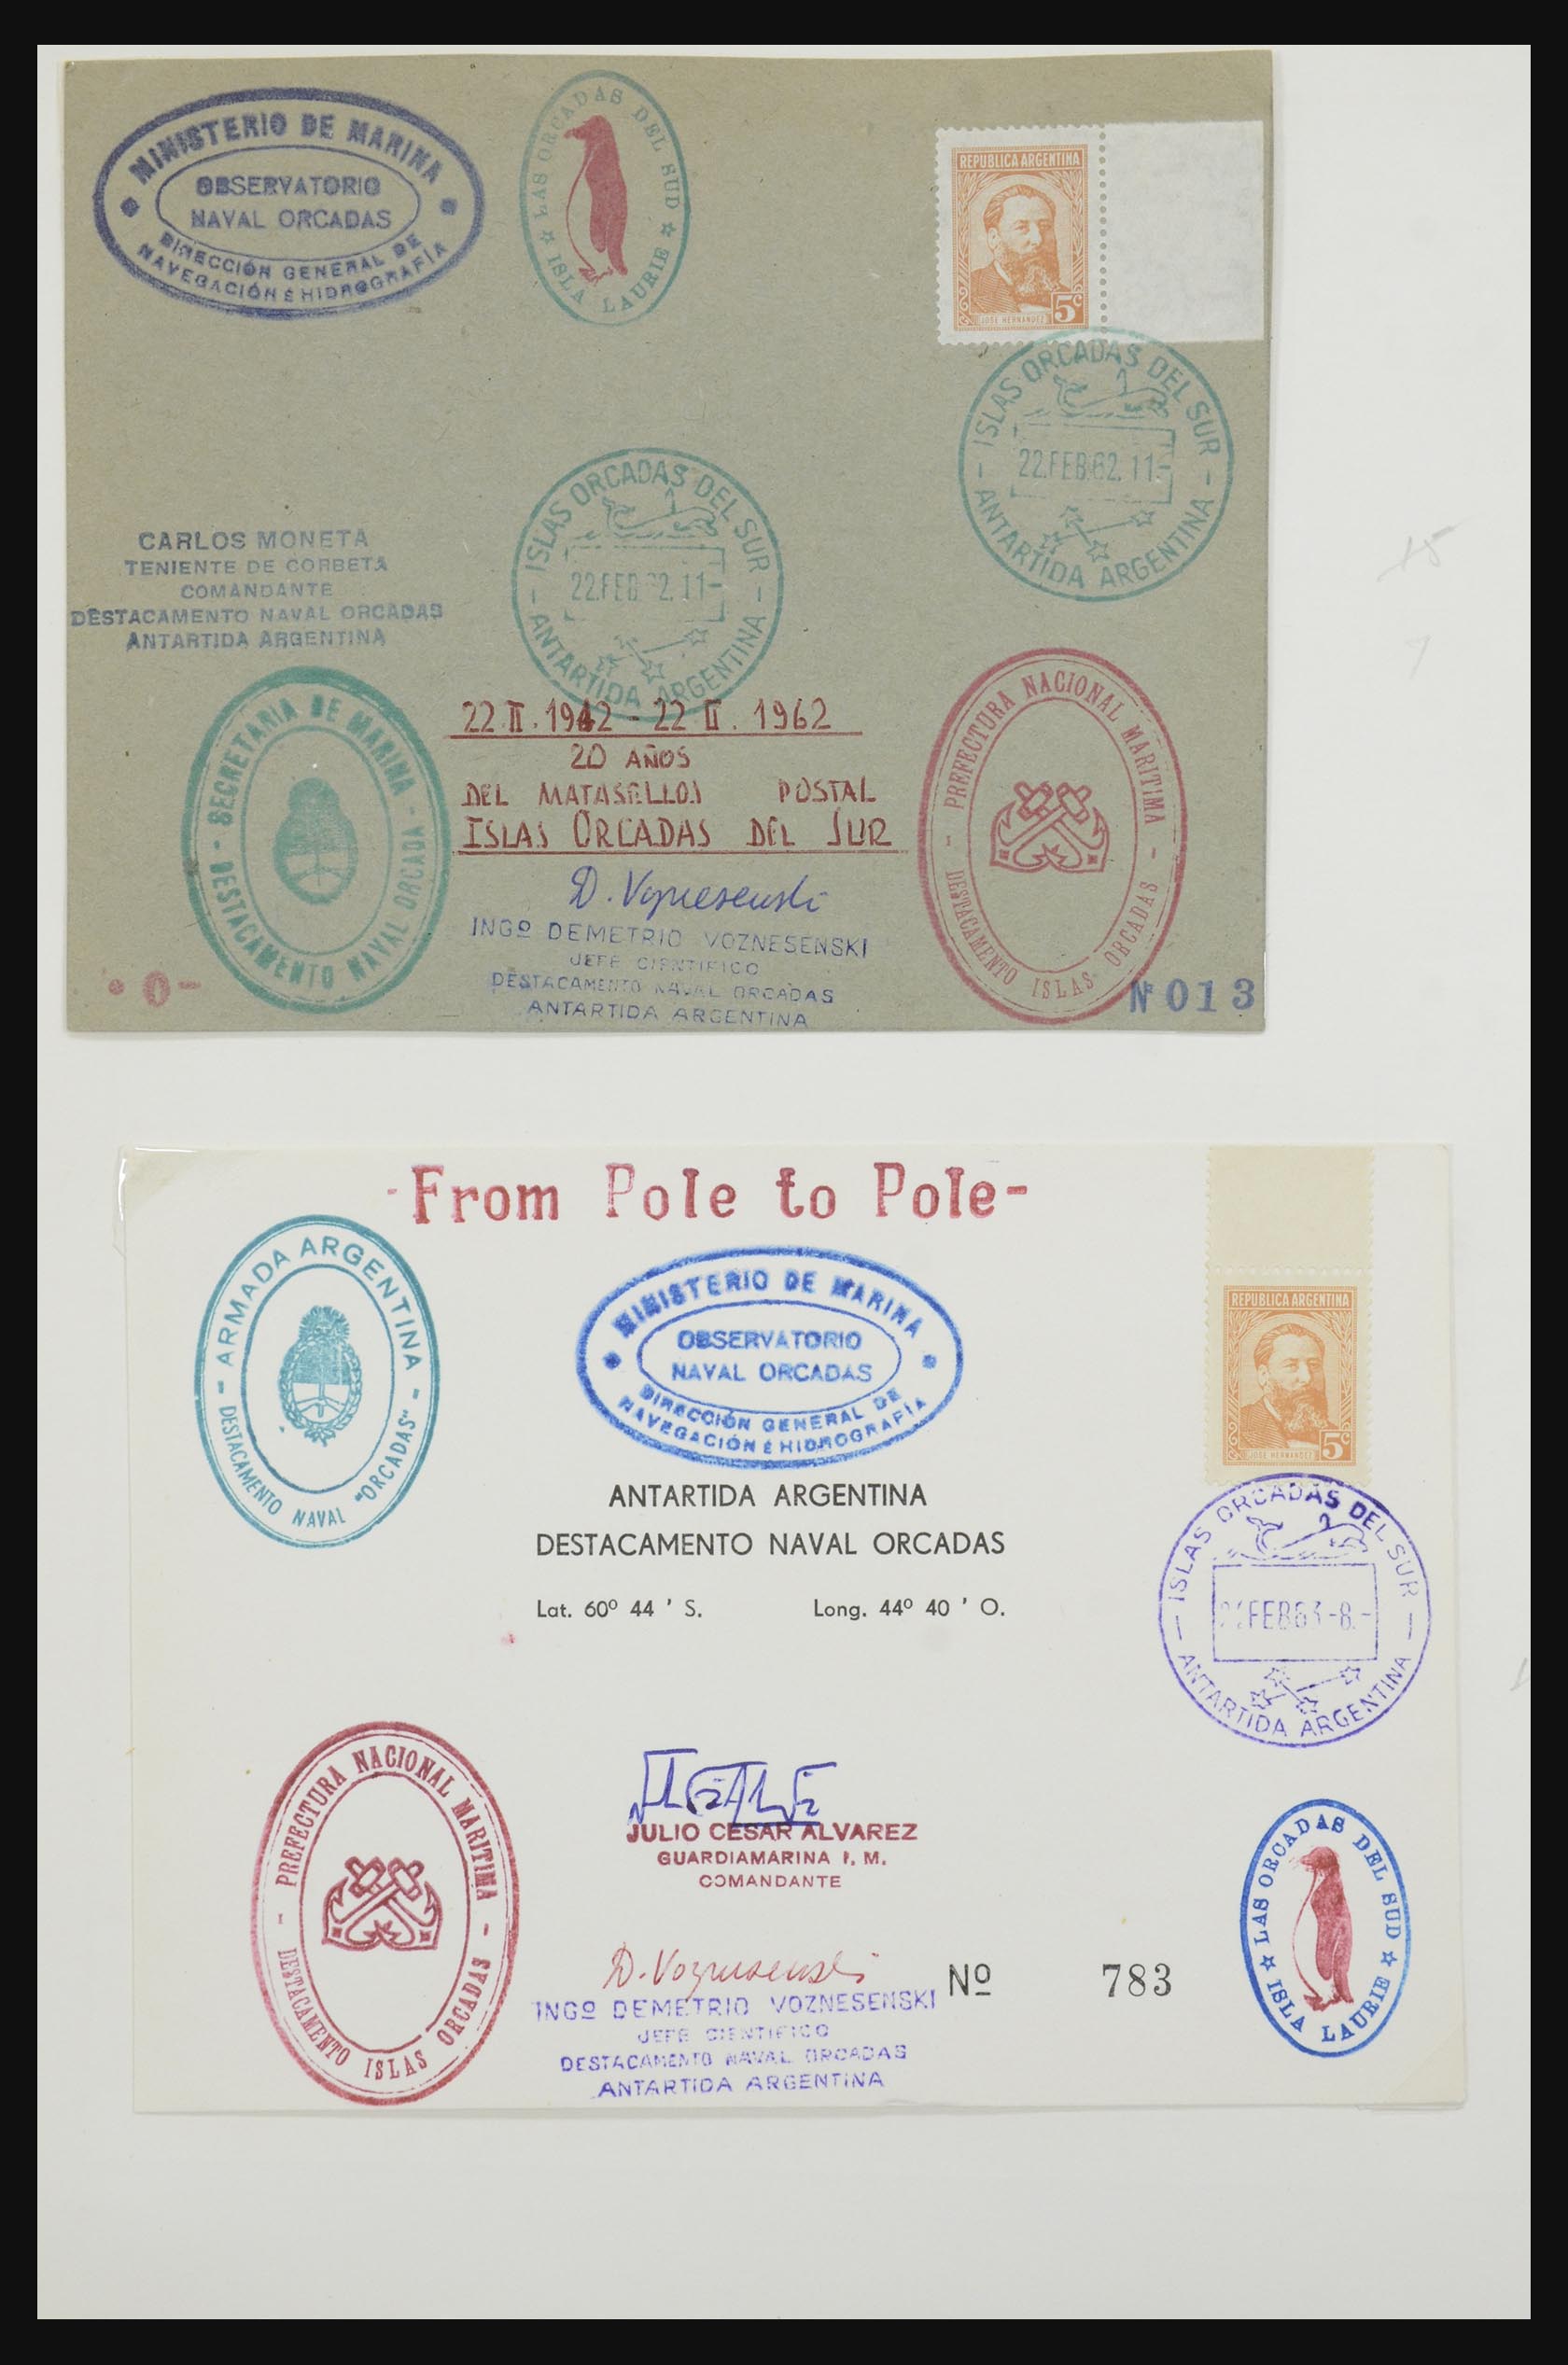 MINISTERIO DE MARINA
OBSERVATORIO
NAVAL ORCADAS
DIRECCIÓN GENERAL DE
NAVEGACIÓN É HIDROGRAFÍA
LAS ORCADAS DEL SUD
ISLA LAURIE
REPUBLICA ARGENTINA
JOSE HERNANDEZ
5c
ISLAS ORCADAS DEL SUR
22.FEB.62.11-
ANTARTIDA ARGENTINA
ISLAS ORCADAS DEL SUR
22.FEB 62.11-
ANTARTIDA ARGENTINA
CARLOS MONETA
TENIENTE DE CORBETA
COMANDANTE
DESTACAMENTO NAVAL ORCADAS
ANTARTIDA ARGENTINA
- SECRETARIA DE MARINA -
DESTACAMENTO NAVAL ORCADA
22.II.1942 - 22 II. 1962
20 AÑOS
DEL MATASELLOS POSTAL
ISLAS ORCADAS DEL SUR
D. Voznesenski
INGº DEMETRIO VOZNESENSKI
JEFE CIENTIFICO
DESTACAMENTO NAVAL ORCADAS
ANTARTIDA ARGENTINA
- PREFECTURA NACIONAL MARITIMA -
DESTACAMENTO ISLAS ORCADAS
Nº 013
-From Pole to Pole-
- ARMADA ARGENTINA -
DESTACAMENTO NAVAL "ORCADAS"
MINISTERIO DE MARINA
OBSERVATORIO
NAVAL ORCADAS
DIRECCIÓN GENERAL DE
NAVEGACIÓN É HIDROGRAFÍA
REPUBLICA ARGENTINA
JOSE HERNANDEZ
5c
ANTARTIDA ARGENTINA
DESTACAMENTO NAVAL ORCADAS
Lat. 60º 44 ' S. Long. 44º 40 ' O.
ISLAS ORCADAS DEL SUR
FEB63-8.-
ANTARTIDA ARGENTINA
- PREFECTURA NACIONAL MARITIMA -
DESTACAMENTO ISLAS ORCADAS
JULIO CESAR ALVAREZ
GUARDIAMARINA I. M.
COMANDANTE
D. Voznesenski
INGº DEMETRIO VOZNESENSKI
JEFE CIENTIFICO
DESTACAMENTO NAVAL ORCADAS
ANTARTIDA ARGENTINA
Nº 783
LAS ORCADAS DEL SUD
ISLA LAURIE